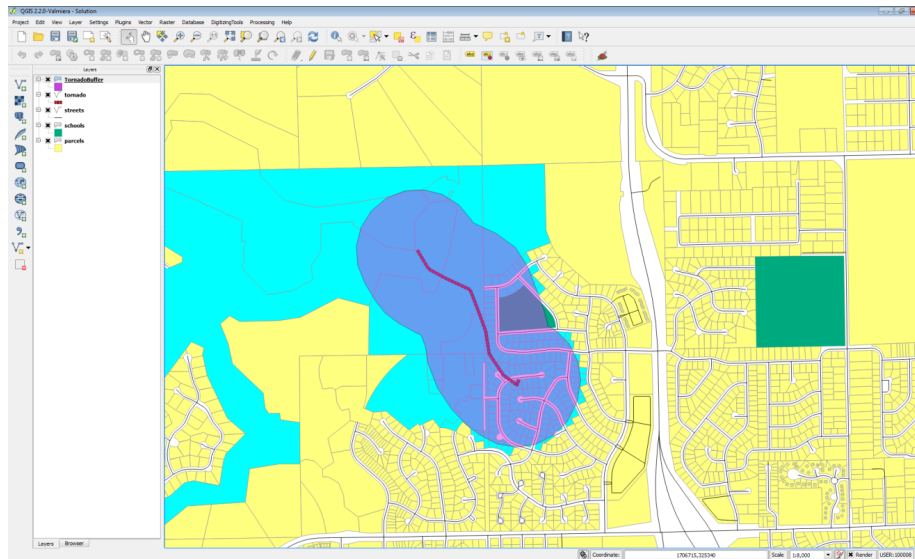 QGIS 2.2.0-Valmiera - Solution
Project Edit View Layer Settings Plugins Vector Raster Database DigitizingTools Processing Help
Layers
TornadoBuffer
tornado
streets
schools
parcels
Layers Browser
Coordinate: 1706715,325340 Scale 1:8,000 Render USER:100008